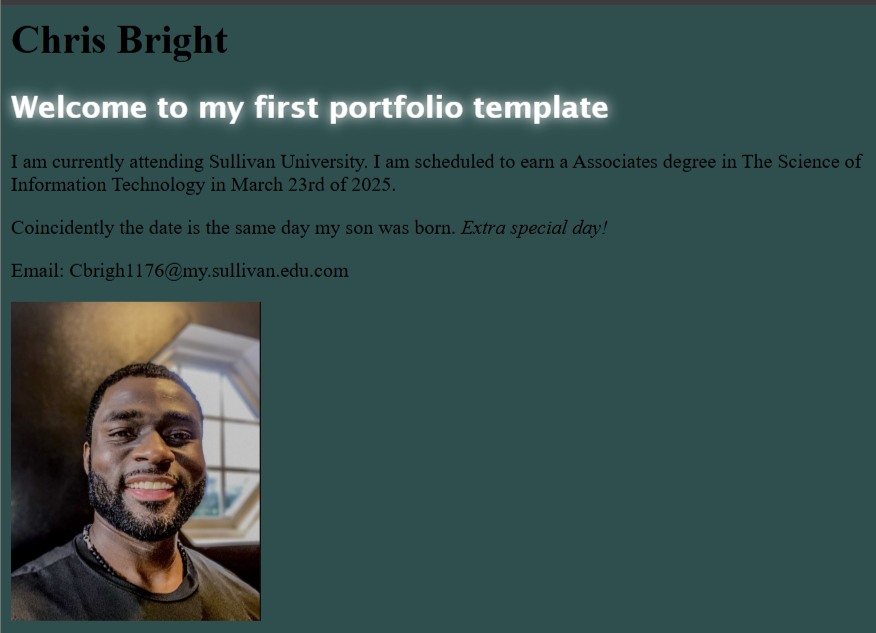 Chris Bright
Welcome to my first portfolio template
I am currently attending Sullivan University. I am scheduled to earn a Associates degree in The Science of
Information Technology in March 23rd of 2025.
Coincidently the date is the same day my son was born. Extra special day!
Email: Cbrigh1176@my.sullivan.edu.com